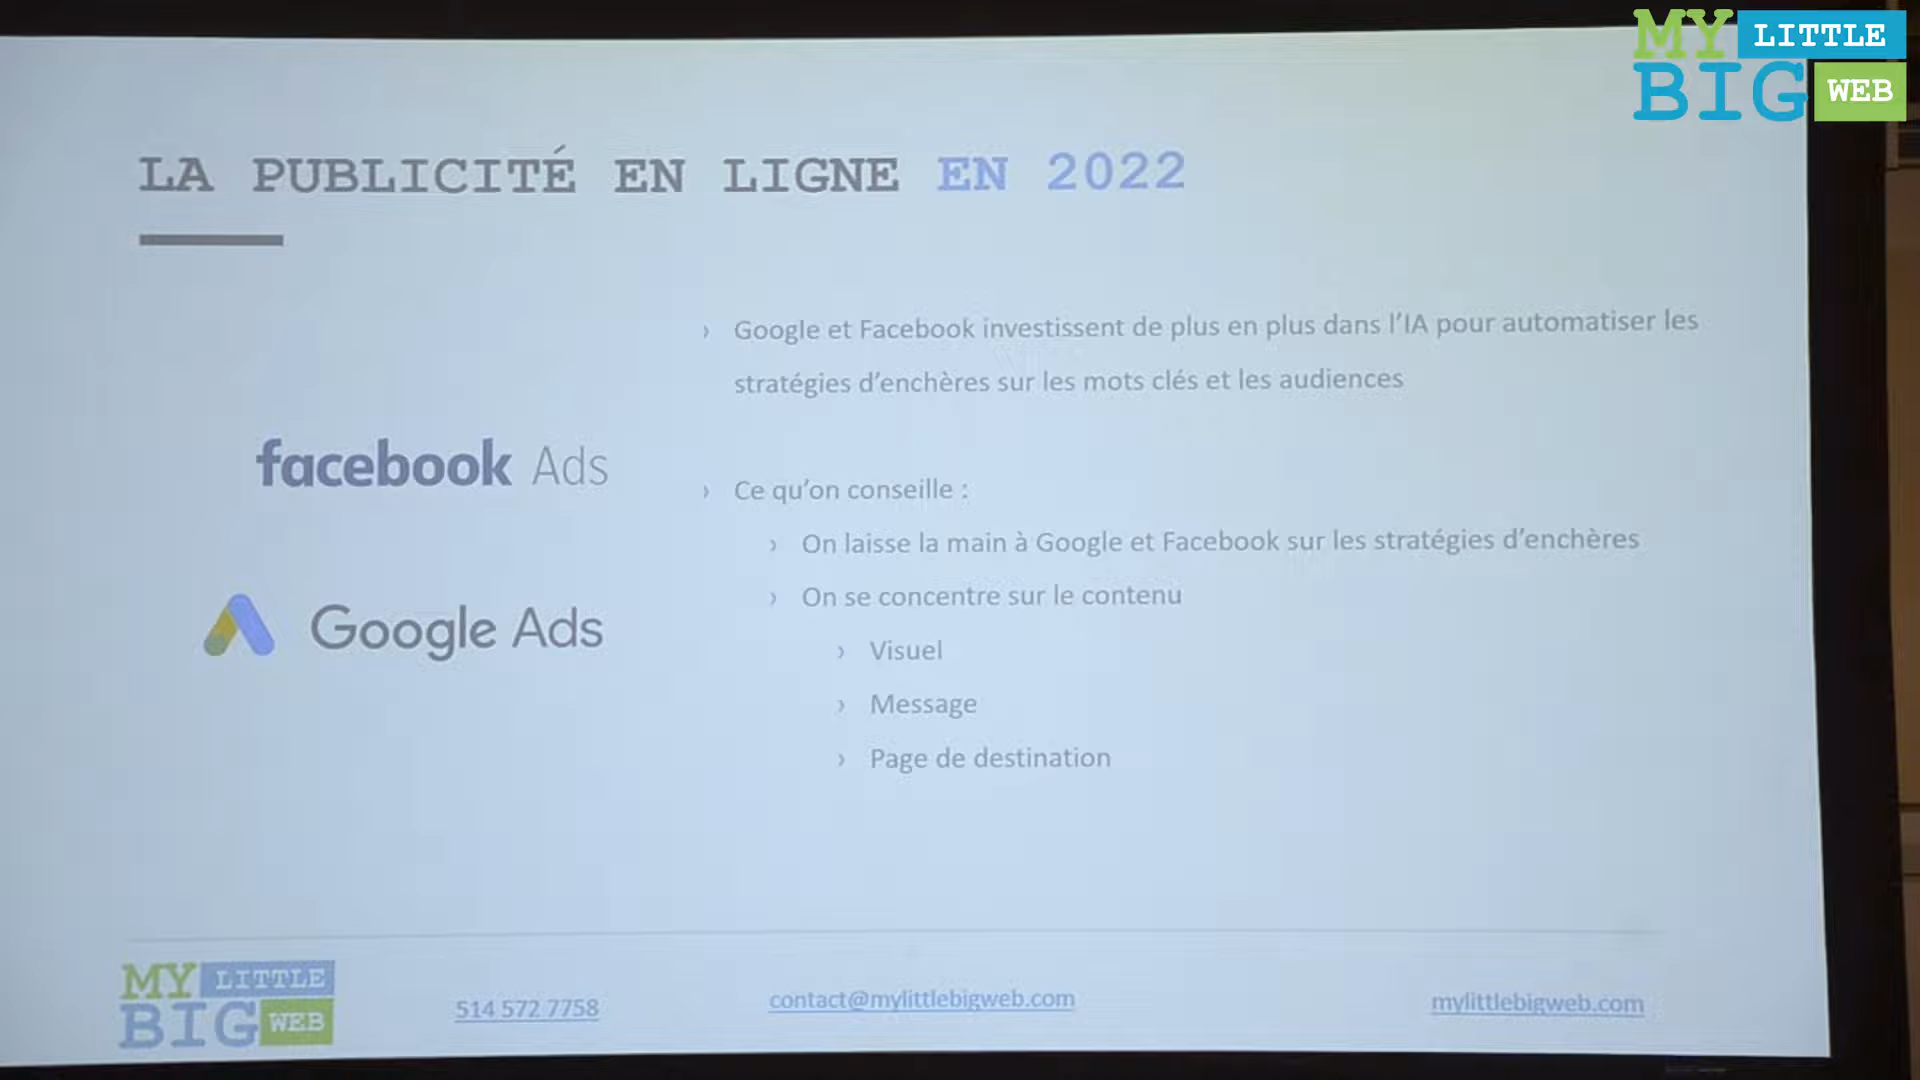 MY LITTLE
BIG WEB
LA PUBLICITÉ EN LIGNE EN 2022
› Google et Facebook investissent de plus en plus dans l’IA pour automatiser les
stratégies d’enchères sur les mots clés et les audiences
facebook Ads
Google Ads
› Ce qu’on conseille :
› On laisse la main à Google et Facebook sur les stratégies d’enchères
› On se concentre sur le contenu
› Visuel
› Message
› Page de destination
MY LITTLE
BIG WEB
514 572 7758
contact@mylittlebigweb.com
mylittlebigweb.com